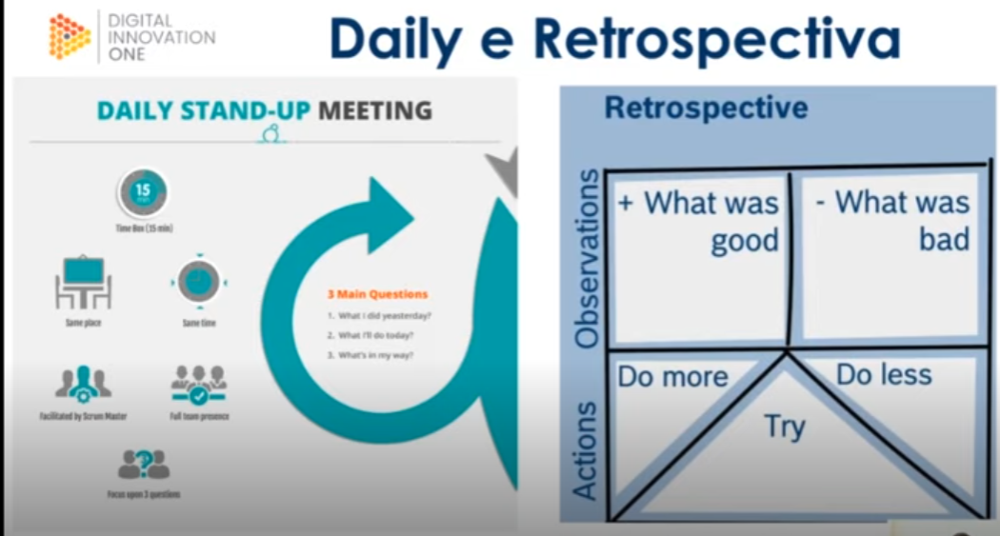 DIGITAL
INNOVATION
ONE
Daily e Retrospectiva
DAILY STAND-UP MEETING
15
min
Time Box (15 min)
Same place
Same time
Facilitated by Scrum Master
Full team presence
Focus upon 3 questions
3 Main Questions
1. What I did yeasterday?
2. What I'll do today?
3. What's in my way?
Retrospective
Observations
+ What was
good
- What was
bad
Actions
Do more
Do less
Try